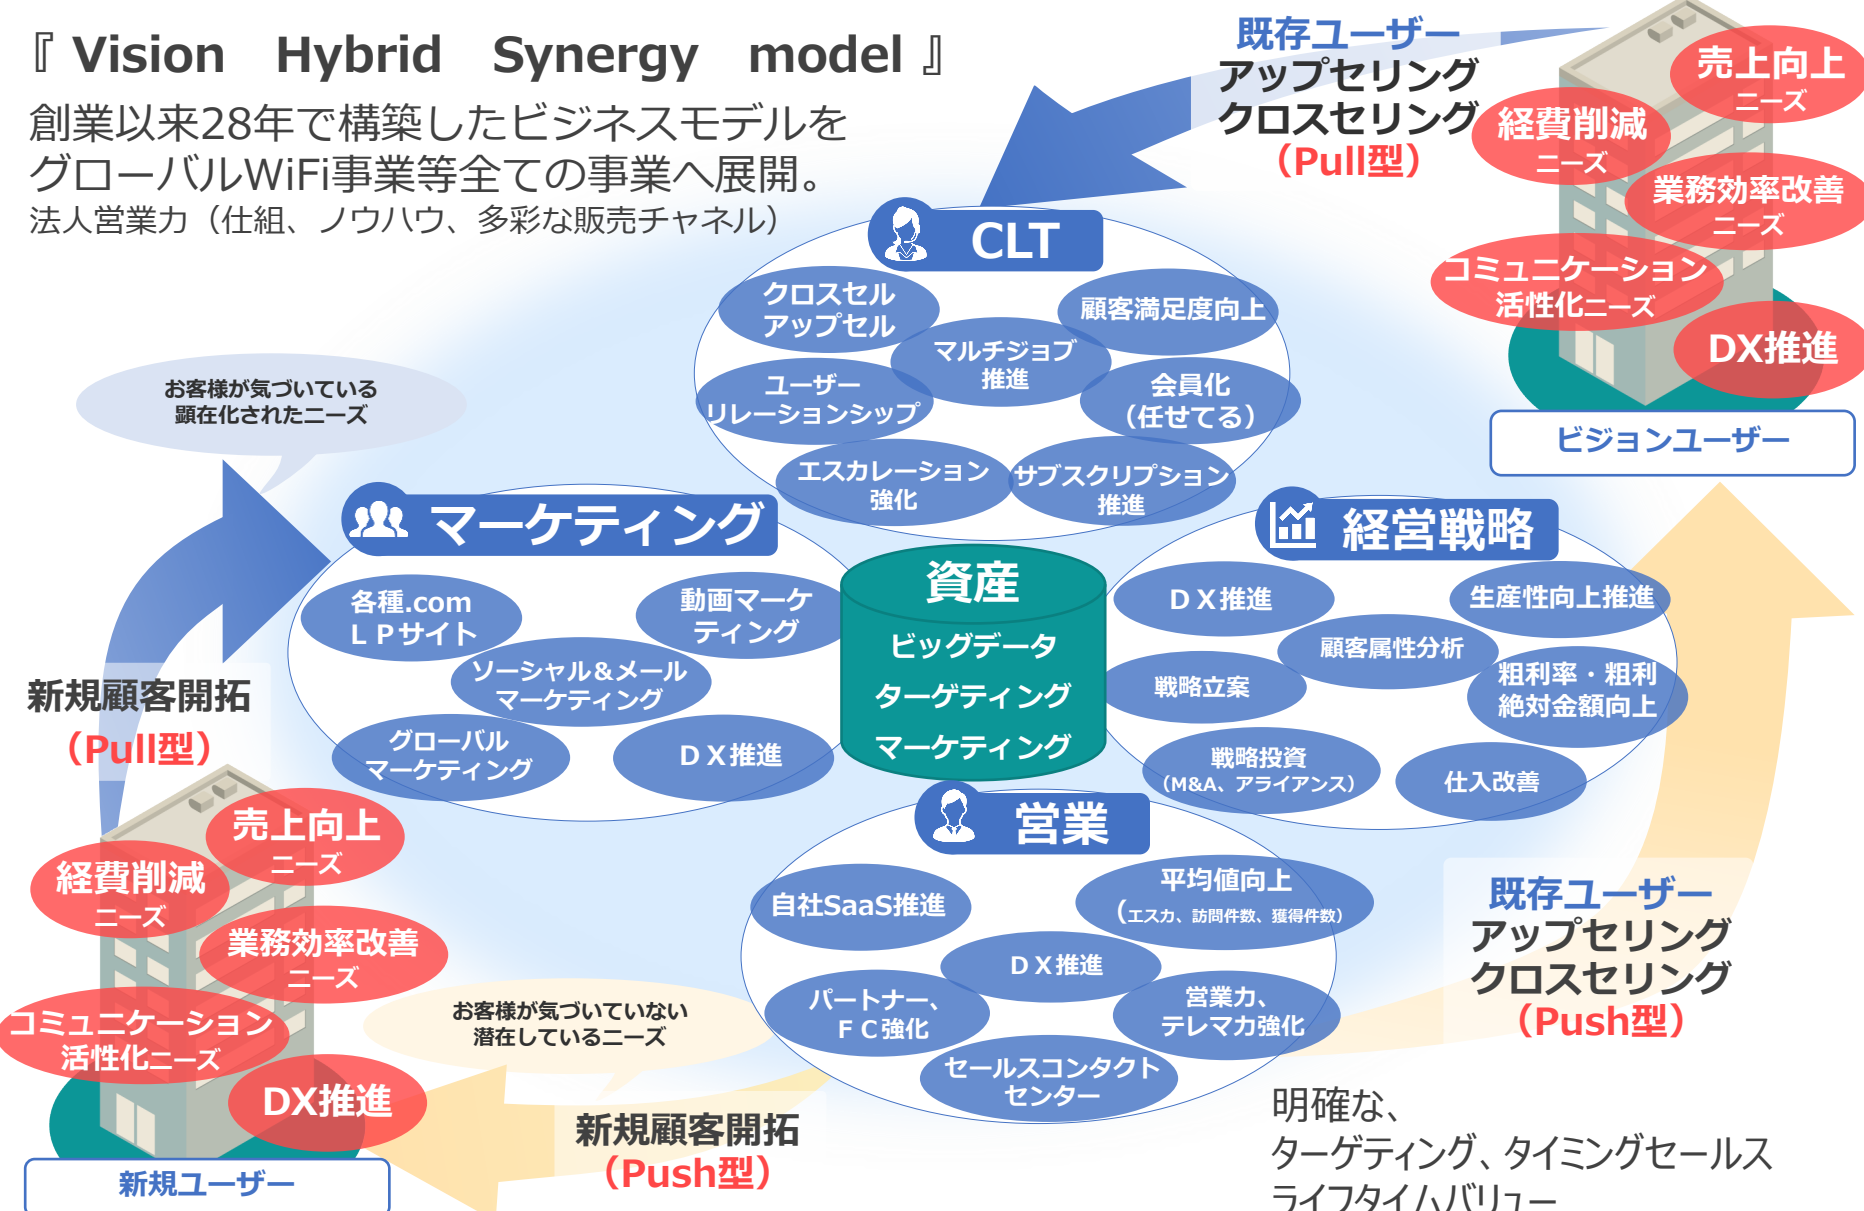 『 Vision Hybrid Synergy model 』
創業以来28年で構築したビジネスモデルを
グローバルWiFi事業等全ての事業へ展開。
法人営業力（仕組、ノウハウ、多彩な販売チャネル）
既存ユーザー
アップセリング
クロスセリング
（Pull型）
売上向上
ニーズ
経費削減
ニーズ
業務効率改善
ニーズ
コミュニケーション
活性化ニーズ
DX推進
ビジョンユーザー
CLT
クロスセル
アップセル
顧客満足度向上
マルチジョブ
推進
ユーザー
リレーションシップ
会員化
（任せてる）
エスカレーション
強化
サブスクリプション
推進
お客様が気づいている
顕在化されたニーズ
マーケティング
各種.com
ＬＰサイト
動画マーケ
ティング
ソーシャル＆メール
マーケティング
グローバル
マーケティング
ＤＸ推進
資産
ビッグデータ
ターゲティング
マーケティング
経営戦略
ＤＸ推進
生産性向上推進
顧客属性分析
戦略立案
粗利率・粗利
絶対金額向上
戦略投資
（M&A、アライアンス）
仕入改善
新規顧客開拓
（Pull型）
売上向上
ニーズ
経費削減
ニーズ
業務効率改善
ニーズ
コミュニケーション
活性化ニーズ
DX推進
新規ユーザー
営業
自社SaaS推進
平均値向上
（エスカ、訪問件数、獲得件数）
ＤＸ推進
パートナー、
ＦＣ強化
営業力、
テレマカ強化
セールスコンタクト
センター
お客様が気づいていない
潜在しているニーズ
新規顧客開拓
（Push型）
既存ユーザー
アップセリング
クロスセリング
（Push型）
明確な、
ターゲティング、タイミングセールス
ライフタイムバリュー